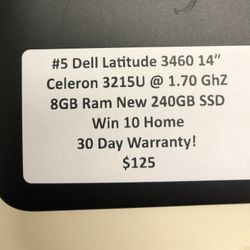 #5 Dell Latitude 3460 14”
Celeron 3215U @ 1.70 GhZ
8GB Ram New 240GB SSD
Win 10 Home
30 Day Warranty!
$125